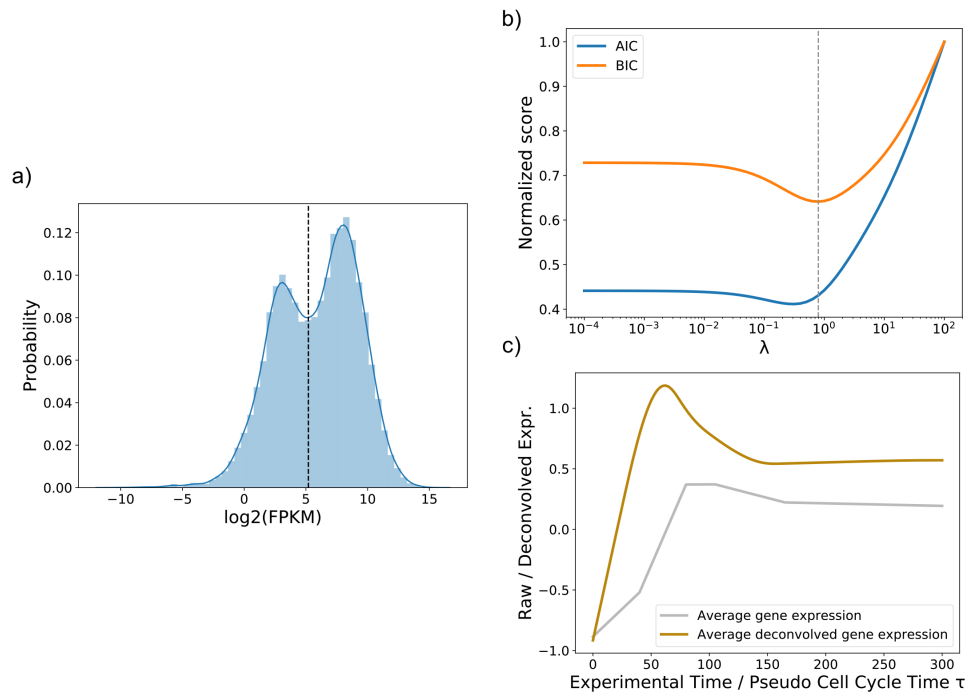 a)
Probability
0.12
0.10
0.08
0.06
0.04
0.02
0.00
−10 −5 0 5 10 15
log2(FPKM)
b)
Normalized score
1.0
0.9
0.8
0.7
0.6
0.5
0.4
AIC
BIC
10⁻⁴ 10⁻³ 10⁻² 10⁻¹ 10⁰ 10¹ 10²
λ
c)
Raw / Deconvolved Expr.
1.0
0.5
0.0
−0.5
−1.0
Average gene expression
Average deconvolved gene expression
0 50 100 150 200 250 300
Experimental Time / Pseudo Cell Cycle Time τ